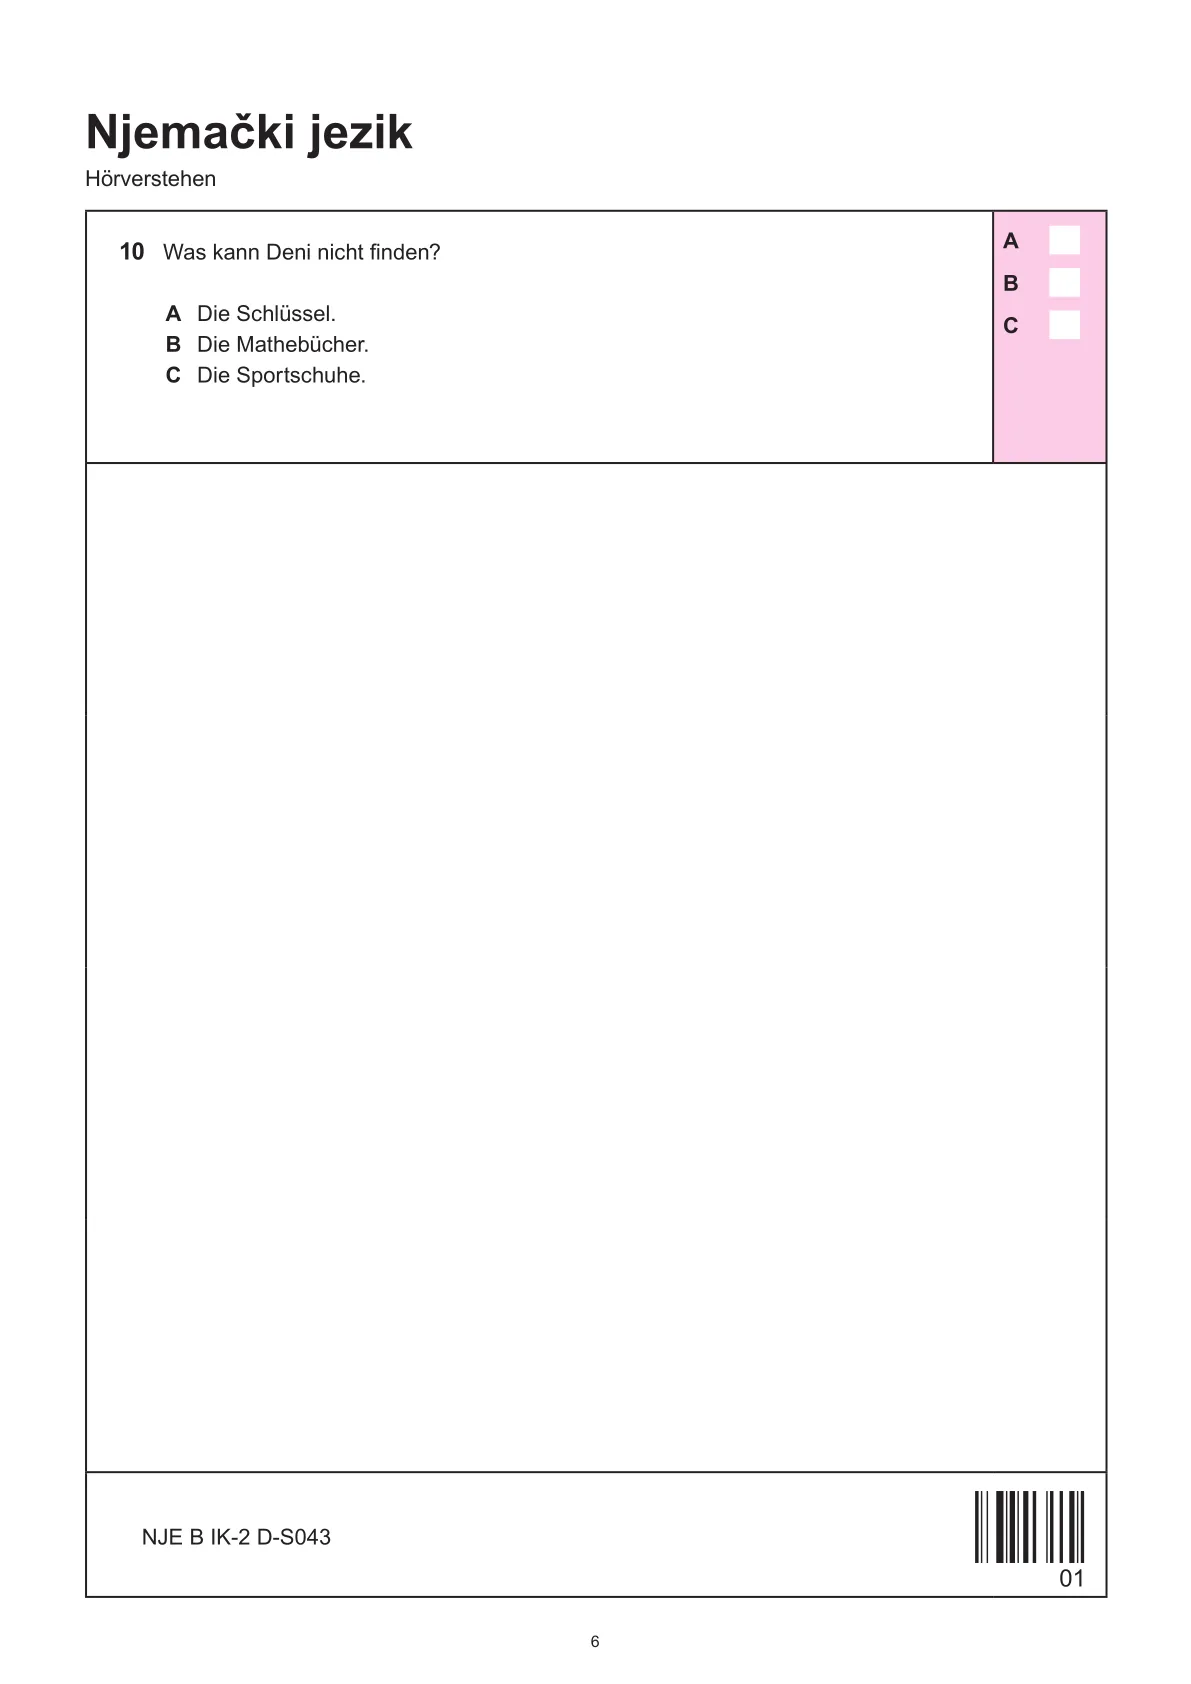 Njemački jezik
Hörverstehen
10 Was kann Deni nicht finden?
A Die Schlüssel.
B Die Mathebücher.
C Die Sportschuhe.
A
B
C
NJE B IK-2 D-S043
01
6